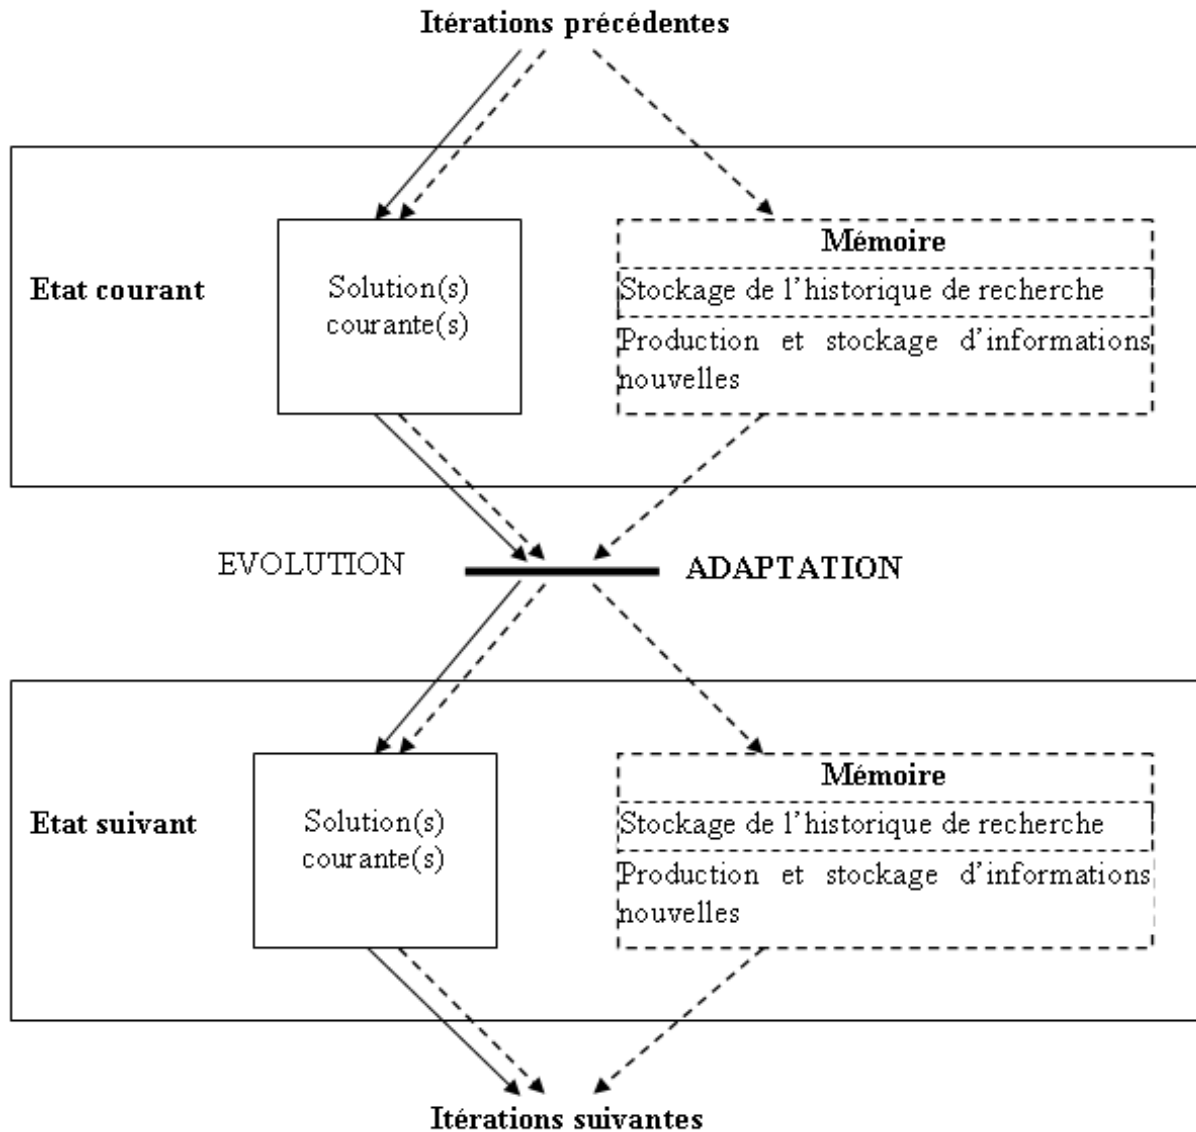 Itérations précédentes
Etat courant
Solution(s)
courante(s)
Mémoire
Stockage de l'historique de recherche
Production et stockage d'informations
nouvelles
EVOLUTION
ADAPTATION
Etat suivant
Solution(s)
courante(s)
Mémoire
Stockage de l'historique de recherche
Production et stockage d'informations
nouvelles
Itérations suivantes